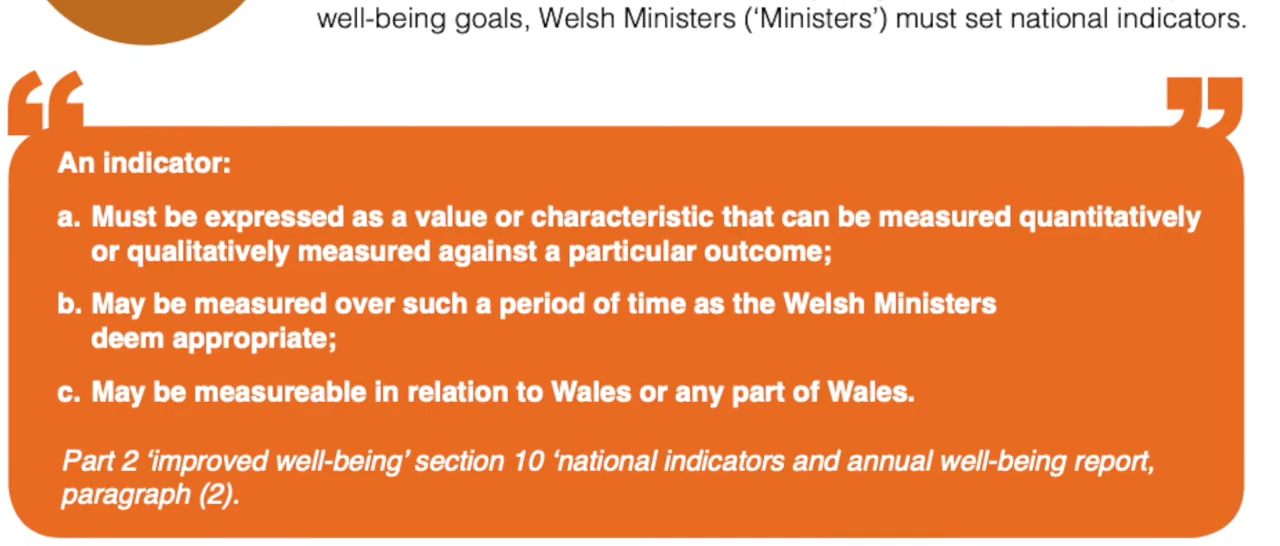 well-being goals, Welsh Ministers (‘Ministers’) must set national indicators.
“
”
An indicator:
a. Must be expressed as a value or characteristic that can be measured quantitatively
or qualitatively measured against a particular outcome;
b. May be measured over such a period of time as the Welsh Ministers
deem appropriate;
c. May be measureable in relation to Wales or any part of Wales.
Part 2 ‘improved well-being’ section 10 ‘national indicators and annual well-being report,
paragraph (2).